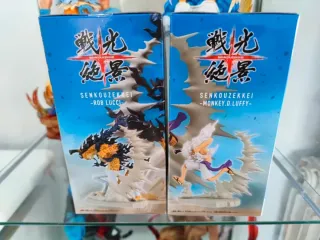 戦光
絶景
SENKOUZEKKEI
-ROB LUCCI-
戦光
絶景
SENKOUZEKKEI
-MONKEY.D.LUFFY-